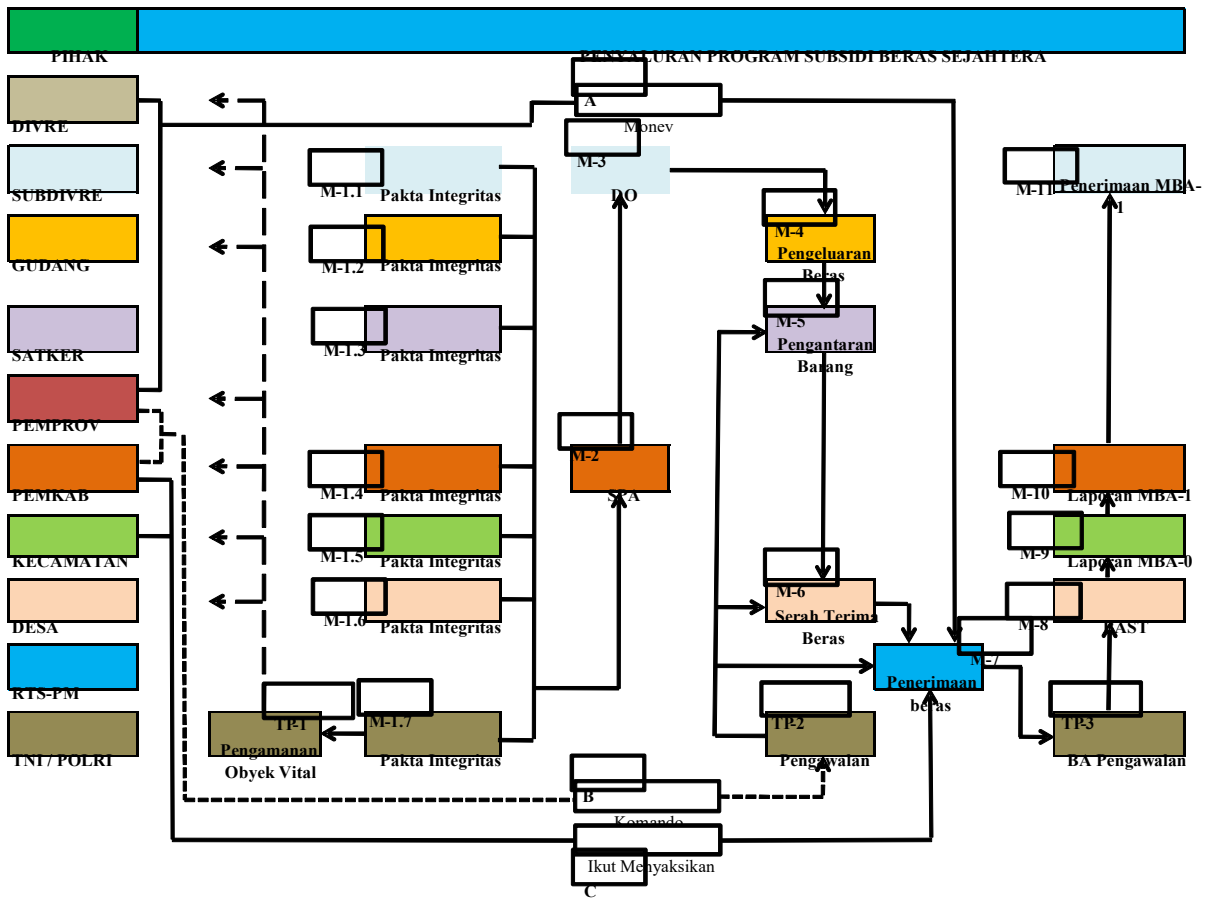 PIHAK
PENYALURAN PROGRAM SUBSIDI BERAS SEJAHTERA
A
DIVRE
Monev
M-3
SUBDIVRE
M-1.1
Pakta Integritas
DO
M-11
Penerimaan MBA-
1
M-4
GUDANG
M-1.2
Pakta Integritas
Pengeluaran
Beras
M-5
SATKER
M-1.3
Pakta Integritas
Pengantaran
Barang
PEMPROV
M-2
PEMKAB
M-1.4
Pakta Integritas
SPA
M-10
Laporan MBA-1
KECAMATAN
M-1.5
Pakta Integritas
M-9
Laporan MBA-0
M-6
DESA
M-1.6
Pakta Integritas
Serah Terima
Beras
M-8
BAST
M-7
RTS-PM
Penerimaan
beras
TP-1
M-1.7
TP-2
TP-3
TNI / POLRI
Pengamanan
Obyek Vital
Pakta Integritas
Pengawalan
BA Pengawalan
B
Komando
Ikut Menyaksikan
C